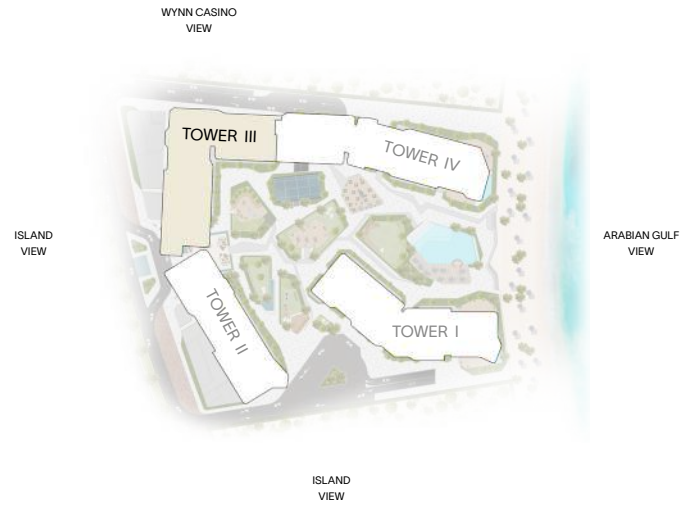 WYNN CASINO
VIEW
TOWER III
TOWER IV
ISLAND
VIEW
ARABIAN GULF
VIEW
TOWER II
TOWER I
ISLAND
VIEW